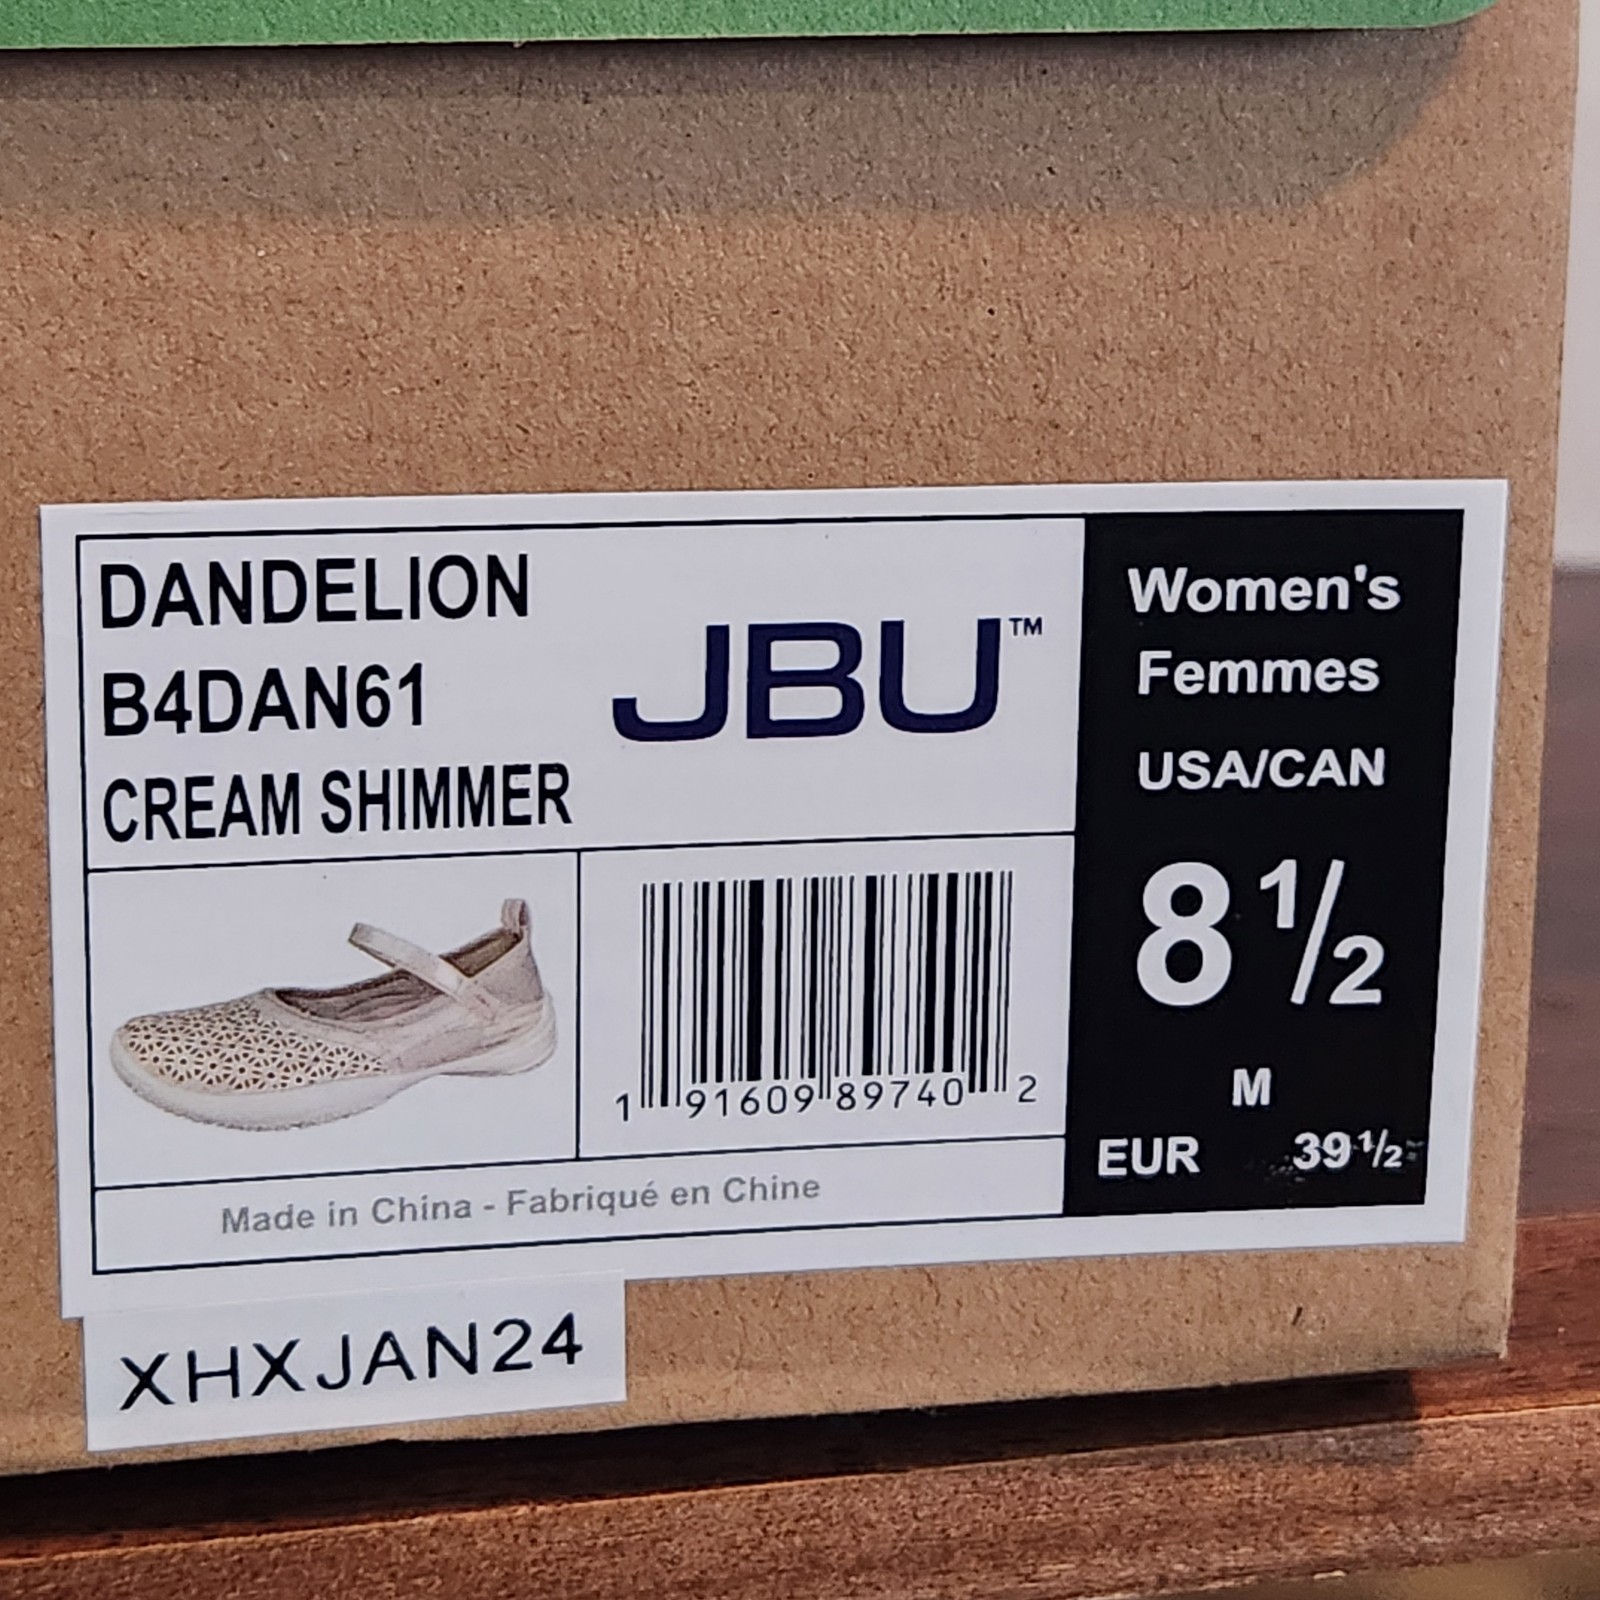 DANDELION
B4DAN61
CREAM SHIMMER
JBU™
1 91609 89740 2
Made in China - Fabriqué en Chine
Women's
Femmes
USA/CAN
8 ½
M
EUR 39 ½
XHXJAN24